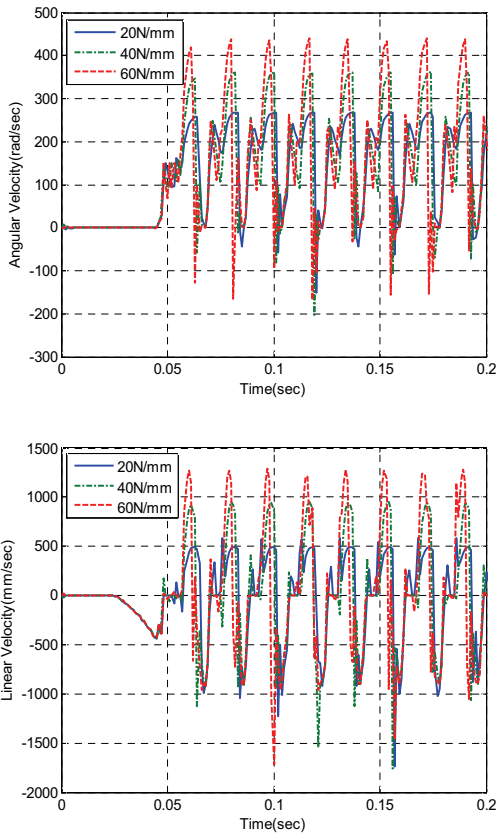 500
400
300
200
100
0
-100
-200
-300
20N/mm
40N/mm
60N/mm
Angular Velocity(rad/sec)
0 0.05 0.1 0.15 0.2
Time(sec)
1500
1000
500
0
-500
-1000
-1500
-2000
20N/mm
40N/mm
60N/mm
Linear Velocity(mm/sec)
0 0.05 0.1 0.15 0.2
Time(sec)